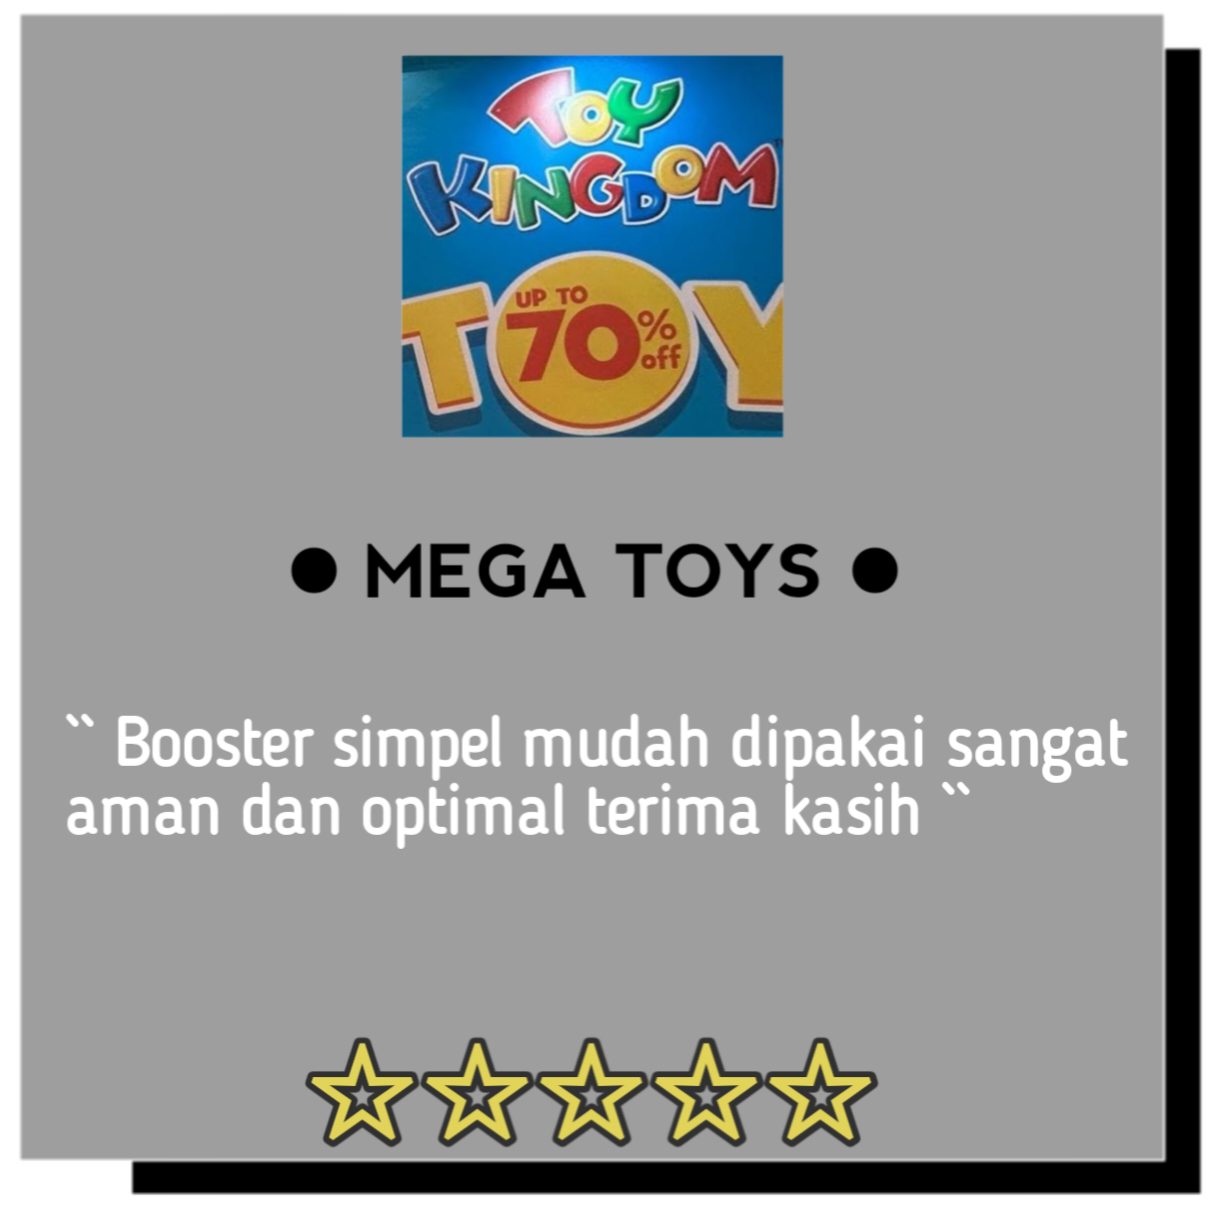 TOY
KINGDOM
TOY
UP TO
70%
off
● MEGA TOYS ●
`` Booster simpel mudah dipakai sangat
aman dan optimal terima kasih ``